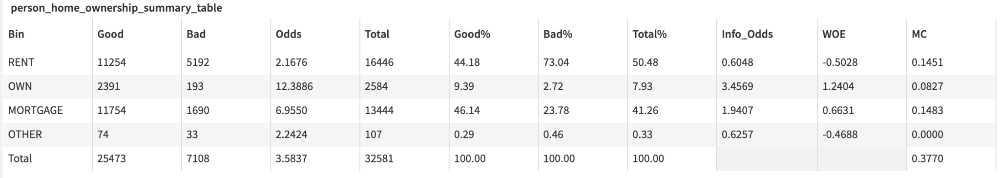 person_home_ownership_summary_table
Bin Good Bad Odds Total Good% Bad% Total% Info_Odds WOE MC
RENT 11254 5192 2.1676 16446 44.18 73.04 50.48 0.6048 -0.5028 0.1451
OWN 2391 193 12.3886 2584 9.39 2.72 7.93 3.4569 1.2404 0.0827
MORTGAGE 11754 1690 6.9550 13444 46.14 23.78 41.26 1.9407 0.6631 0.1483
OTHER 74 33 2.2424 107 0.29 0.46 0.33 0.6257 -0.4688 0.0000
Total 25473 7108 3.5837 32581 100.00 100.00 100.00 0.3770